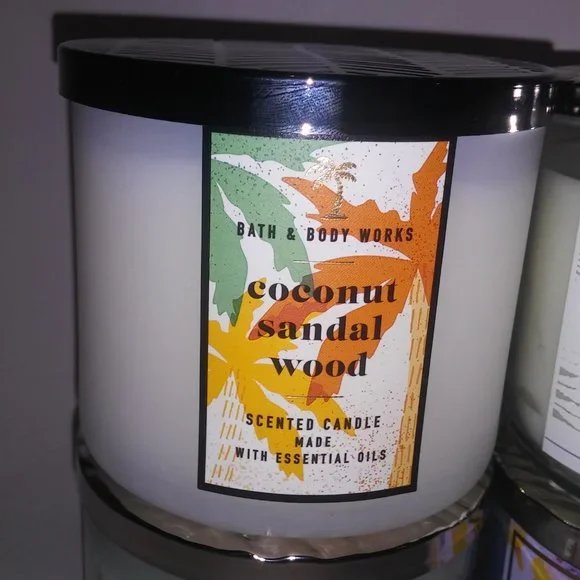 BATH & BODY WORKS
coconut
sandal
wood
SCENTED CANDLE
MADE
WITH ESSENTIAL OILS